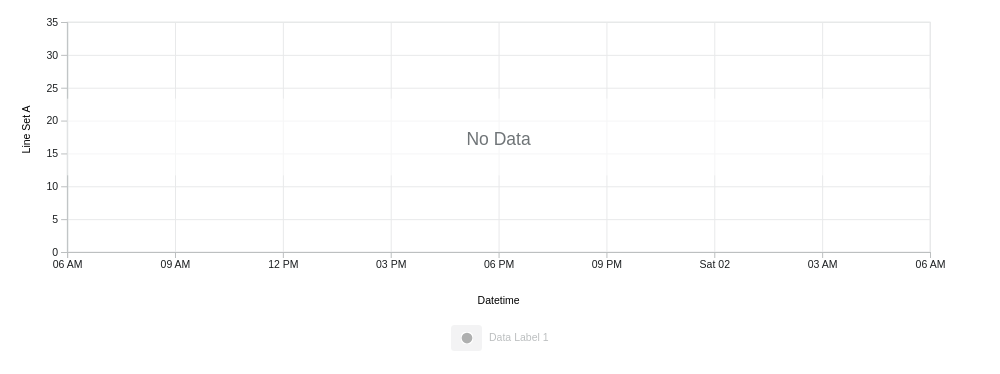 35
30
25
20
15
10
5
0
Line Set A
No Data
06 AM 09 AM 12 PM 03 PM 06 PM 09 PM Sat 02 03 AM 06 AM
Datetime
Data Label 1